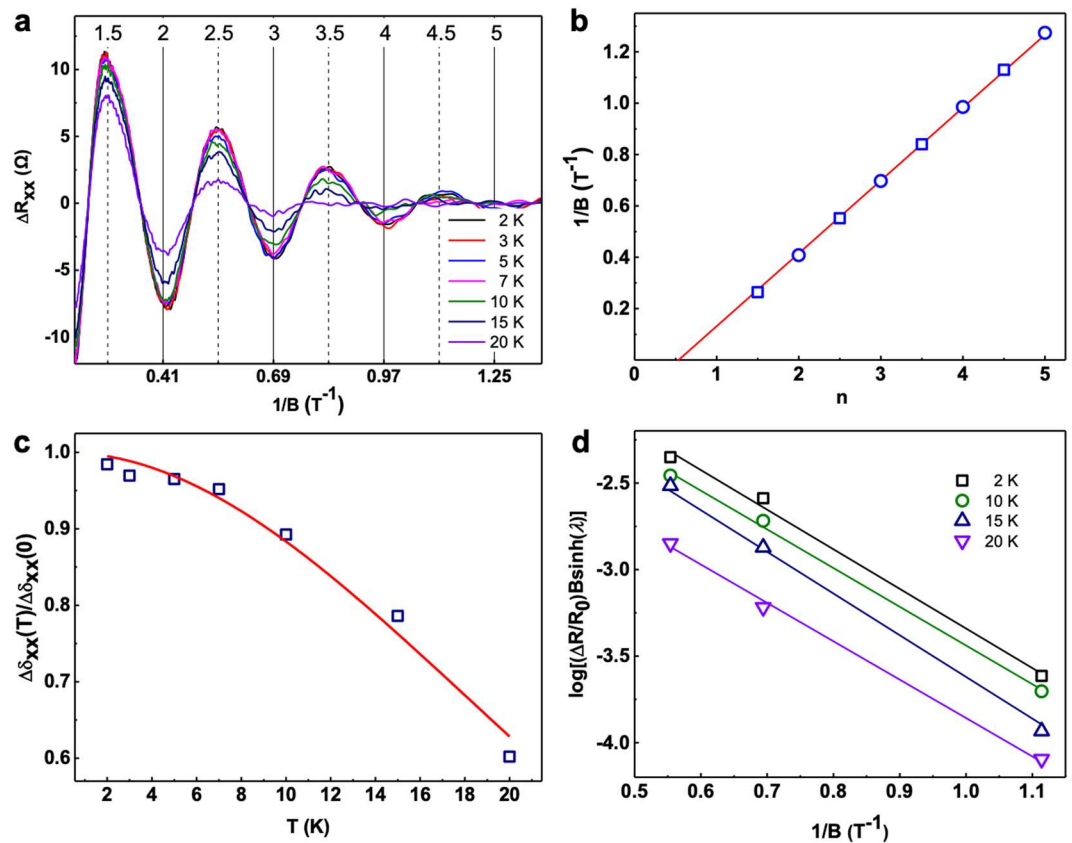 a
1.5 2 2.5 3 3.5 4 4.5 5
10
5
0
-5
-10
ΔRxx (Ω)
2 K
3 K
5 K
7 K
10 K
15 K
20 K
0.41 0.69 0.97 1.25
1/B (T-1)
b
1.2
1.0
0.8
0.6
0.4
0.2
1/B (T-1)
0 1 2 3 4 5
n
c
1.0
0.9
0.8
0.7
0.6
Δδxx(T)/Δδxx(0)
2 4 6 8 10 12 14 16 18 20
T (K)
d
-2.5
-3.0
-3.5
-4.0
log[(ΔR/R0)Bsinh(λ)]
2 K
10 K
15 K
20 K
0.5 0.6 0.7 0.8 0.9 1.0 1.1
1/B (T-1)